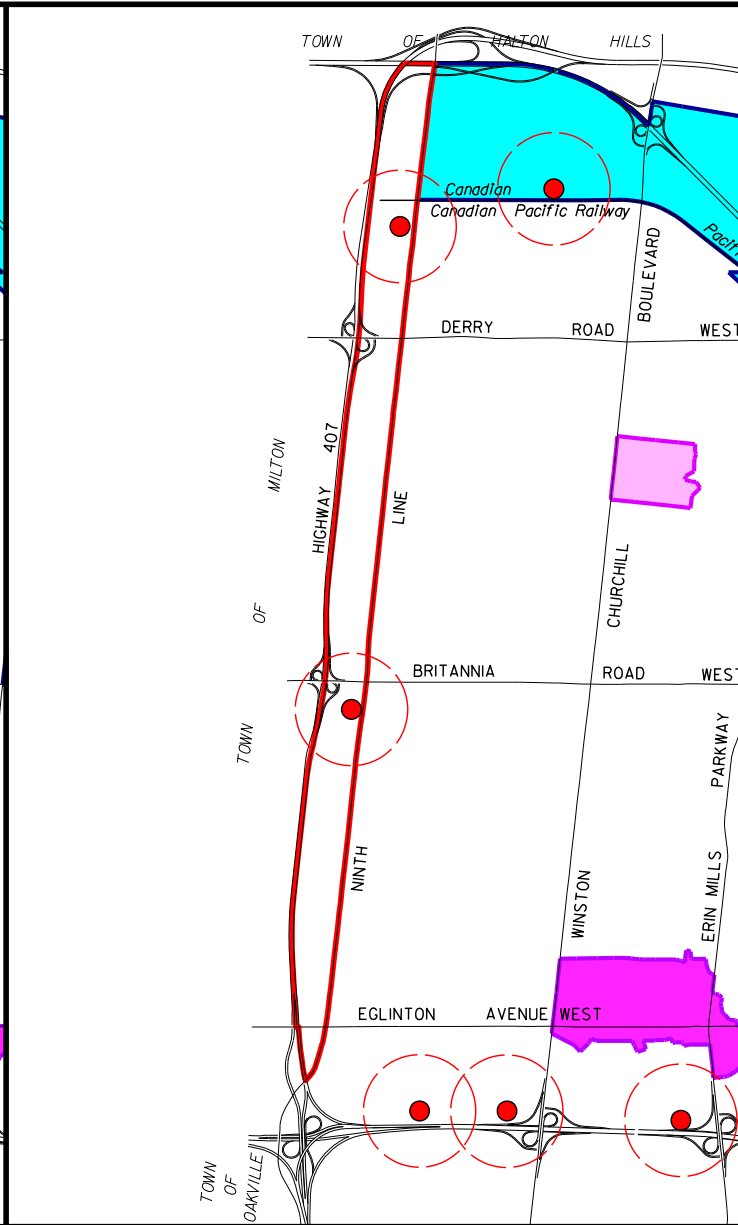 TOWN OF HALTON HILLS
Canadian
Canadian Pacific Railway
BOULEVARD
DERRY ROAD WEST
MILTON
HIGHWAY 407
LINE
CHURCHILL
OF
BRITANNIA ROAD WEST
TOWN
PARKWAY
NINTH
WINSTON
ERIN MILLS
EGLINTON AVENUE WEST
TOWN
OF
OAKVILLE